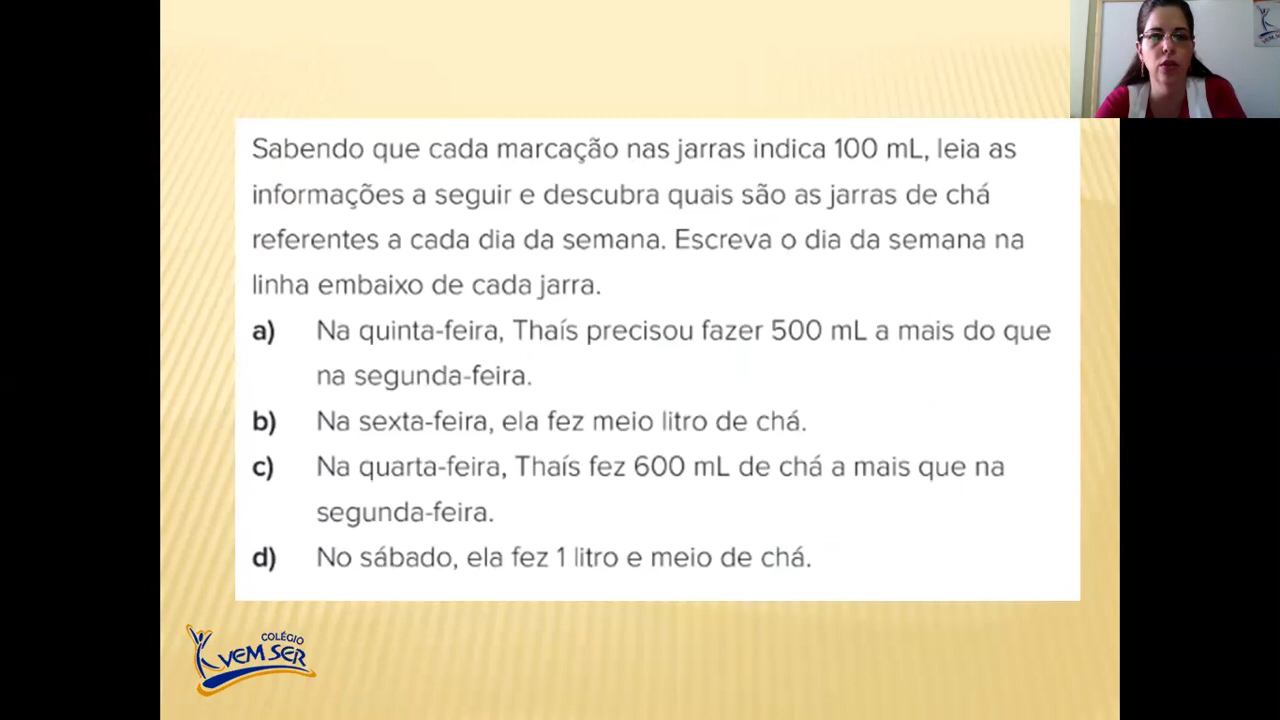 Sabendo que cada marcação nas jarras indica 100 mL, leia as
informações a seguir e descubra quais são as jarras de chá
referentes a cada dia da semana. Escreva o dia da semana na
linha embaixo de cada jarra.
a) Na quinta-feira, Thaís precisou fazer 500 mL a mais do que
na segunda-feira.
b) Na sexta-feira, ela fez meio litro de chá.
c) Na quarta-feira, Thaís fez 600 mL de chá a mais que na
segunda-feira.
d) No sábado, ela fez 1 litro e meio de chá.
COLÉGIO
VEM SER